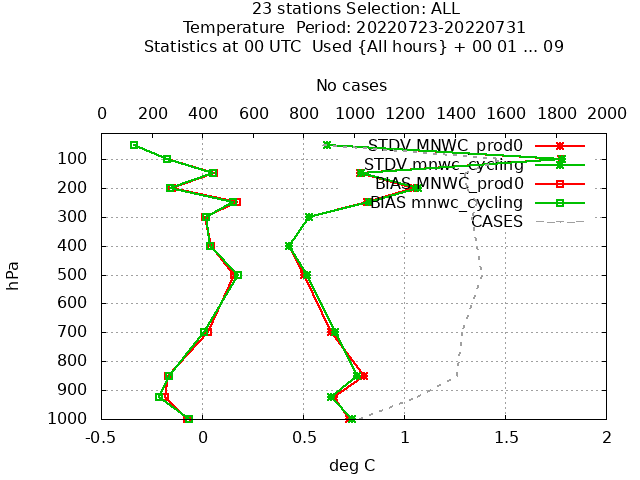 23 stations Selection: ALL
Temperature  Period: 20220723-20220731
Statistics at 00 UTC  Used {All hours} + 00 01 ... 09
No cases
0 200 400 600 800 1000 1200 1400 1600 1800 2000
STDV MNWC_prod0
STDV mnwc_cycling
BIAS MNWC_prod0
BIAS mnwc_cycling
CASES
100
200
300
400
500
600
700
800
900
1000
hPa
-0.5 0 0.5 1 1.5 2
deg C